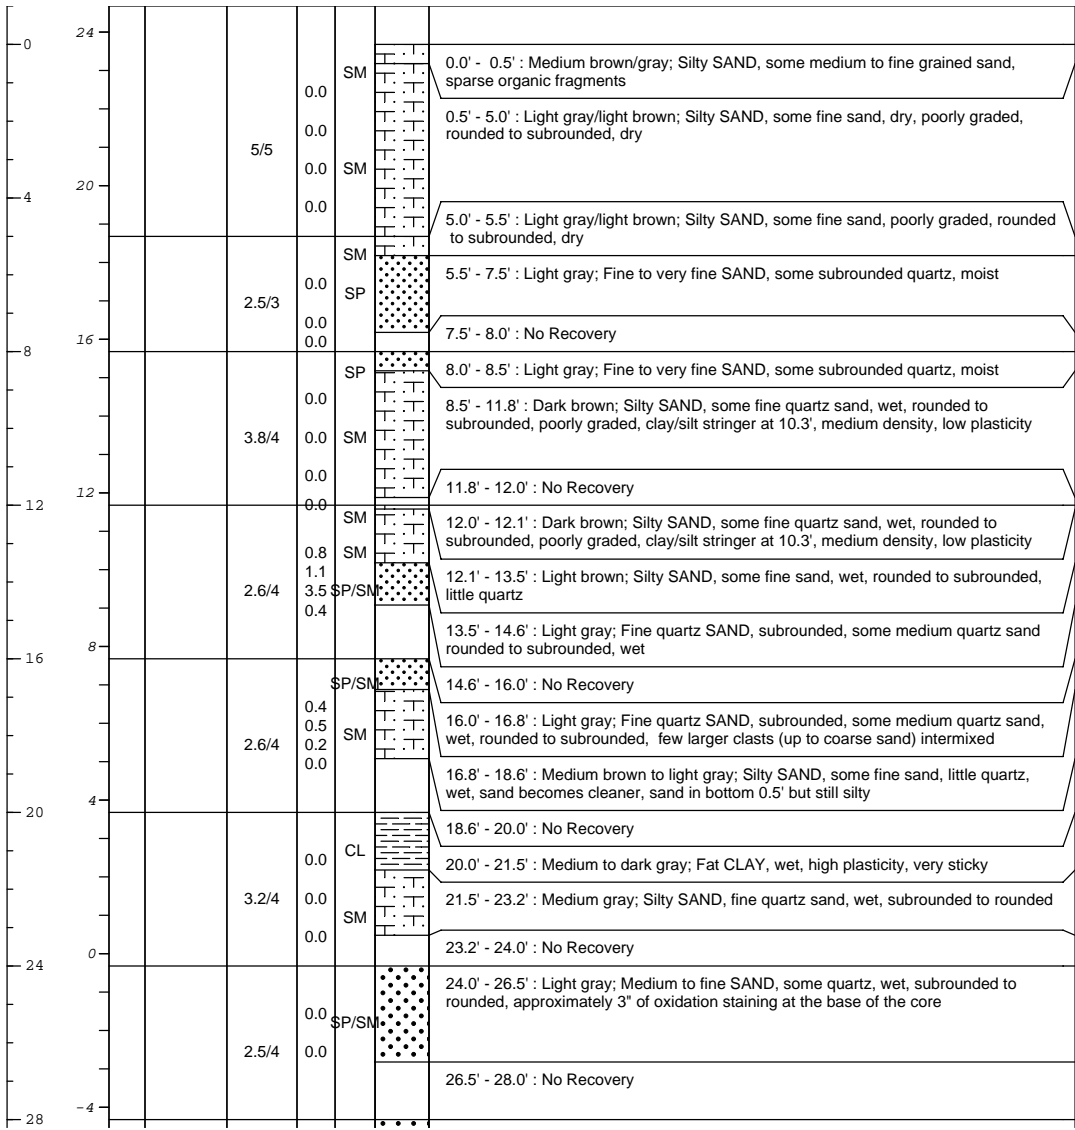 24
0
0.0' - 0.5' : Medium brown/gray; Silty SAND, some medium to fine grained sand,
sparse organic fragments
SM
0.0
0.5' - 5.0' : Light gray/light brown; Silty SAND, some fine sand, dry, poorly graded,
rounded to subrounded, dry
0.0
5/5
0.0
SM
20
4
0.0
5.0' - 5.5' : Light gray/light brown; Silty SAND, some fine sand, poorly graded, rounded
to subrounded, dry
SM
5.5' - 7.5' : Light gray; Fine to very fine SAND, some subrounded quartz, moist
0.0
SP
2.5/3
0.0
16
0.0
7.5' - 8.0' : No Recovery
8
8.0' - 8.5' : Light gray; Fine to very fine SAND, some subrounded quartz, moist
SP
0.0
8.5' - 11.8' : Dark brown; Silty SAND, some fine quartz sand, wet, rounded to
subrounded, poorly graded, clay/silt stringer at 10.3', medium density, low plasticity
3.8/4
0.0
SM
0.0
12
11.8' - 12.0' : No Recovery
12
0.0
SM
12.0' - 12.1' : Dark brown; Silty SAND, some fine quartz sand, wet, rounded to
subrounded, poorly graded, clay/silt stringer at 10.3', medium density, low plasticity
0.8
SM
1.1
12.1' - 13.5' : Light brown; Silty SAND, some fine sand, wet, rounded to subrounded,
little quartz
2.6/4
3.5
SP/SM
0.4
13.5' - 14.6' : Light gray; Fine quartz SAND, subrounded, some medium quartz sand
rounded to subrounded, wet
8
16
SP/SM
14.6' - 16.0' : No Recovery
0.4
0.5
16.0' - 16.8' : Light gray; Fine quartz SAND, subrounded, some medium quartz sand,
wet, rounded to subrounded, few larger clasts (up to coarse sand) intermixed
2.6/4
0.2
SM
0.0
16.8' - 18.6' : Medium brown to light gray; Silty SAND, some fine sand, little quartz,
wet, sand becomes cleaner, sand in bottom 0.5' but still silty
4
20
18.6' - 20.0' : No Recovery
CL
0.0
20.0' - 21.5' : Medium to dark gray; Fat CLAY, wet, high plasticity, very sticky
3.2/4
0.0
21.5' - 23.2' : Medium gray; Silty SAND, fine quartz sand, wet, subrounded to rounded
SM
0.0
0
23.2' - 24.0' : No Recovery
24
24.0' - 26.5' : Light gray; Medium to fine SAND, some quartz, wet, subrounded to
rounded, approximately 3" of oxidation staining at the base of the core
0.0
SP/SM
2.5/4
0.0
26.5' - 28.0' : No Recovery
-4
28